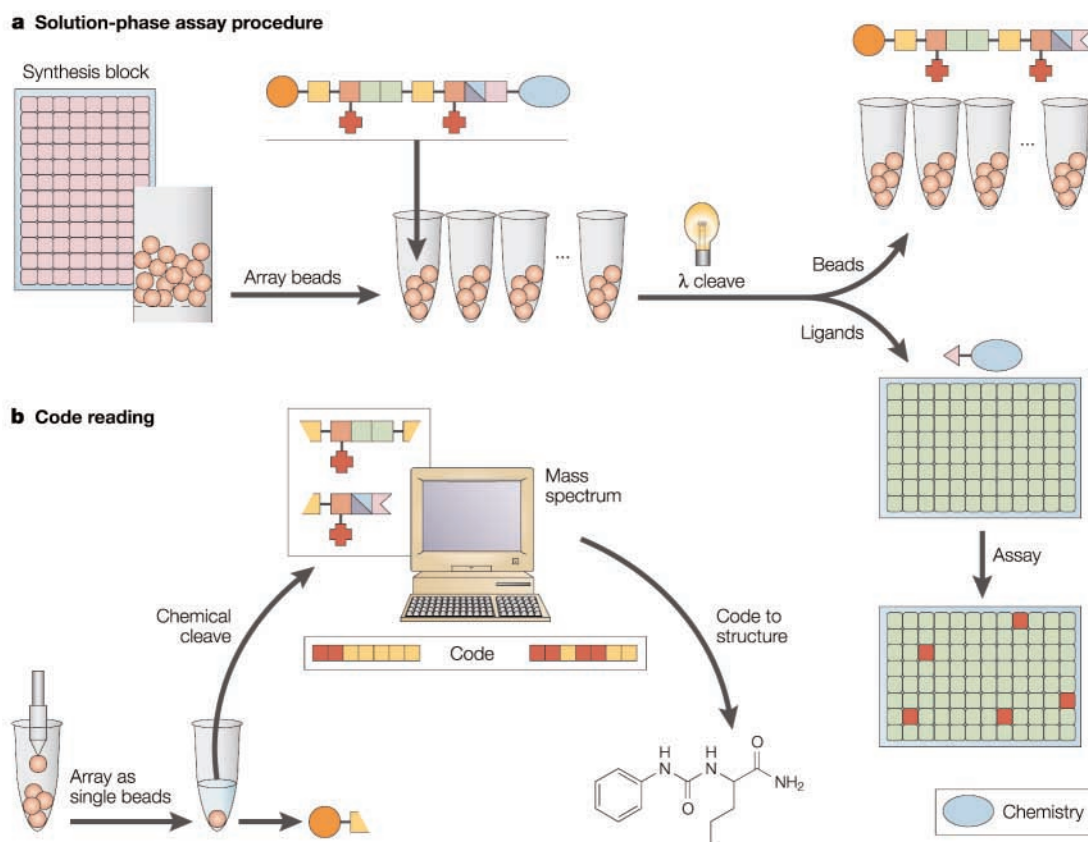 a Solution-phase assay procedure
Synthesis block
Array beads
...
λ cleave
Beads
Ligands
...
Assay
b Code reading
Mass
spectrum
Chemical
cleave
Code
Code to
structure
Array as
single beads
N
H
O
H
N
O
NH2
Chemistry